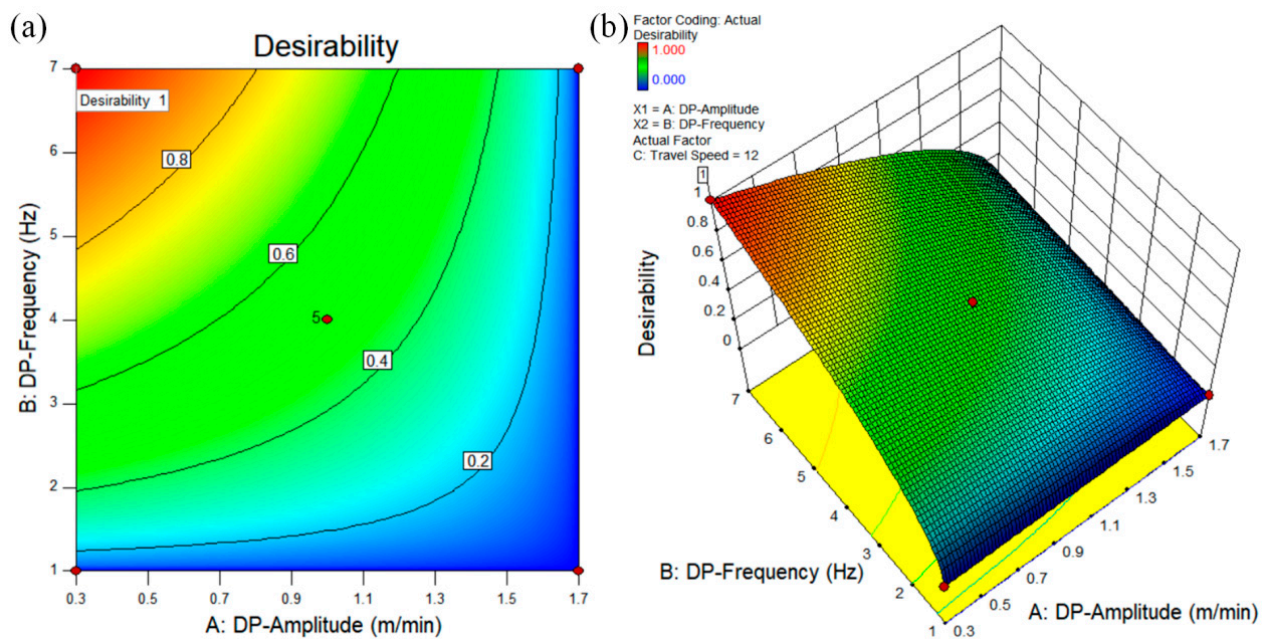 (a)
Desirability
7
6
5
4
3
2
1
B: DP-Frequency (Hz)
Desirability 1
0.8
0.6
5
0.4
0.2
0.3
0.5
0.7
0.9
1.1
1.3
1.5
1.7
A: DP-Amplitude (m/min)
(b)
Factor Coding: Actual
Desirability
1.000
0.000
X1 = A: DP-Amplitude
X2 = B: DP-Frequency
Actual Factor
C: Travel Speed = 12
1
1
0.8
0.6
0.4
0.2
0
Desirability
7
6
5
4
3
2
1
B: DP-Frequency (Hz)
0.3
0.5
0.7
0.9
1.1
1.3
1.5
1.7
A: DP-Amplitude (m/min)